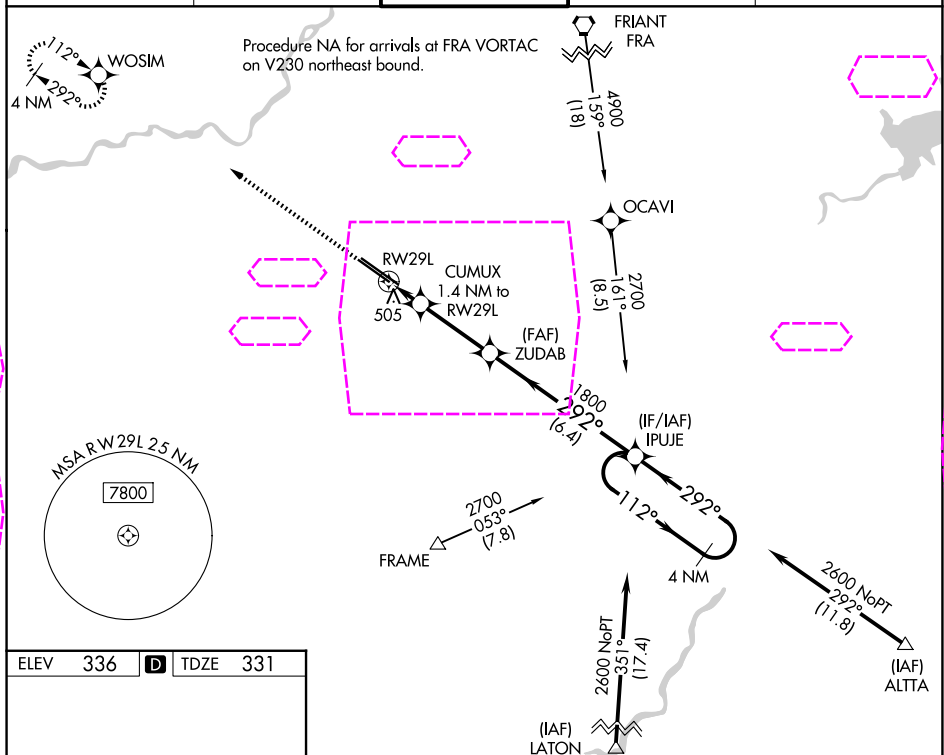 FRIANT
FRA
Procedure NA for arrivals at FRA VORTAC
on V230 northeast bound.
112°
WOSIM
4 NM
292°
4900
159°
(18)
OCAVI
2700
161°
(8.5)
RW29L
CUMUX
1.4 NM to
RW29L
505
(FAF)
ZUDAB
1800
292°
(6.4)
(IF/IAF)
IPUJE
MSA RW29L 25 NM
7800
292°
112°
4 NM
2700
053°
(7.8)
FRAME
2600 NoPT
292°
(11.8)
2600 NoPT
351°
(17.4)
(IAF)
ALTTA
(IAF)
LATON
ELEV 336 D TDZE 331